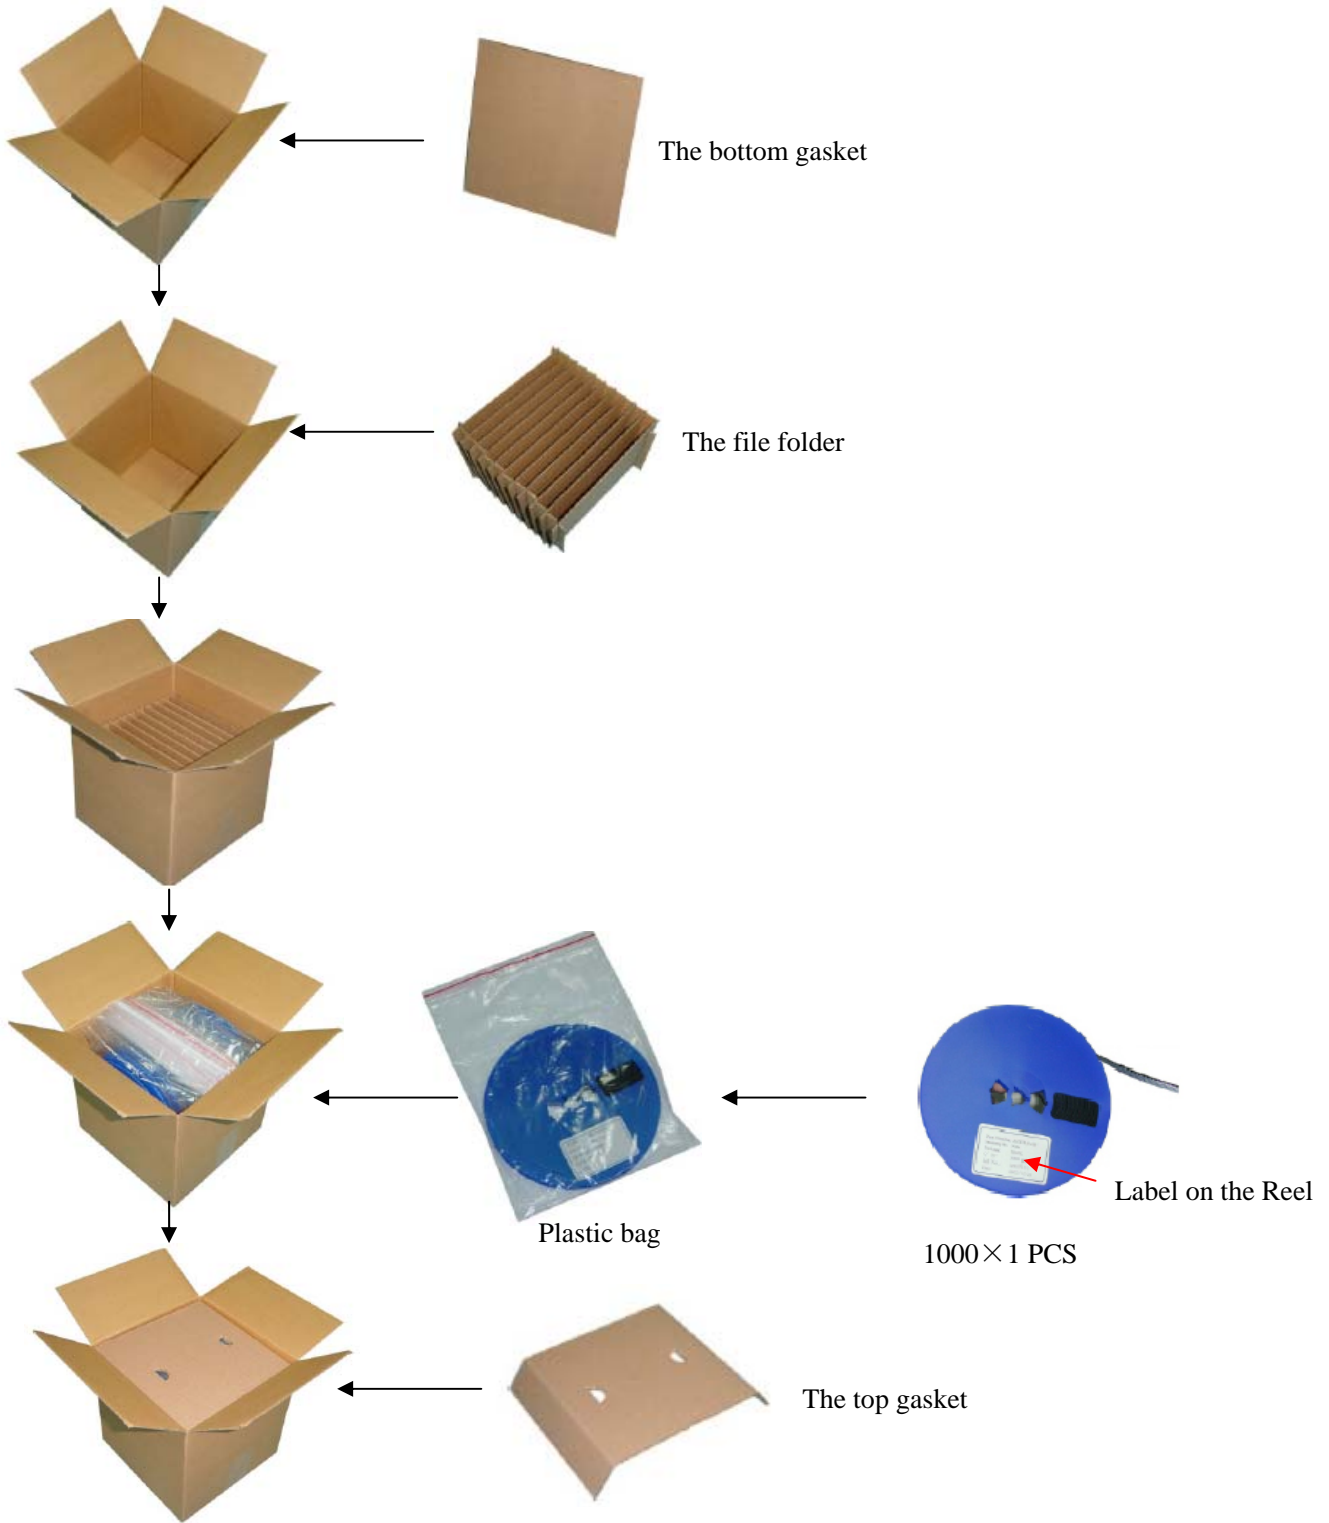 The bottom gasket
The file folder
Plastic bag
Label on the Reel
1000×1 PCS
The top gasket